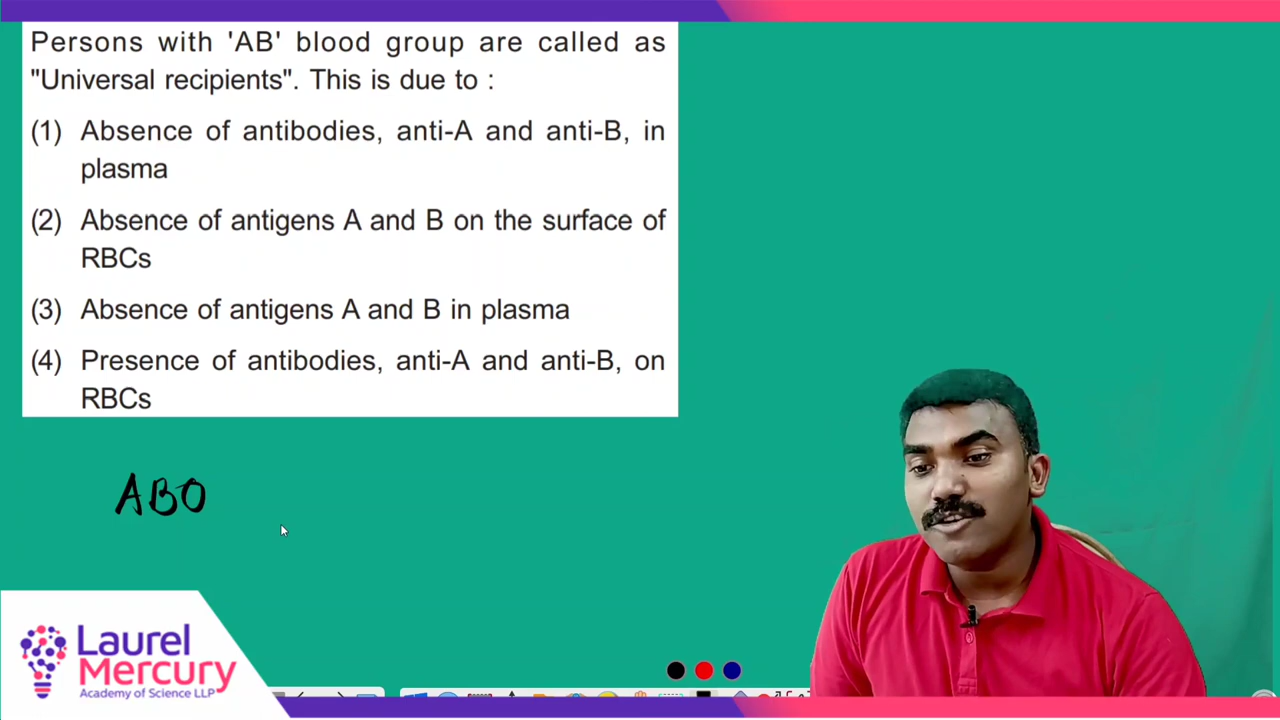 Persons with 'AB' blood group are called as
"Universal recipients". This is due to :
(1) Absence of antibodies, anti-A and anti-B, in
plasma
(2) Absence of antigens A and B on the surface of
RBCs
(3) Absence of antigens A and B in plasma
(4) Presence of antibodies, anti-A and anti-B, on
RBCs
ABO
Laurel
Mercury
Academy of Science LLP